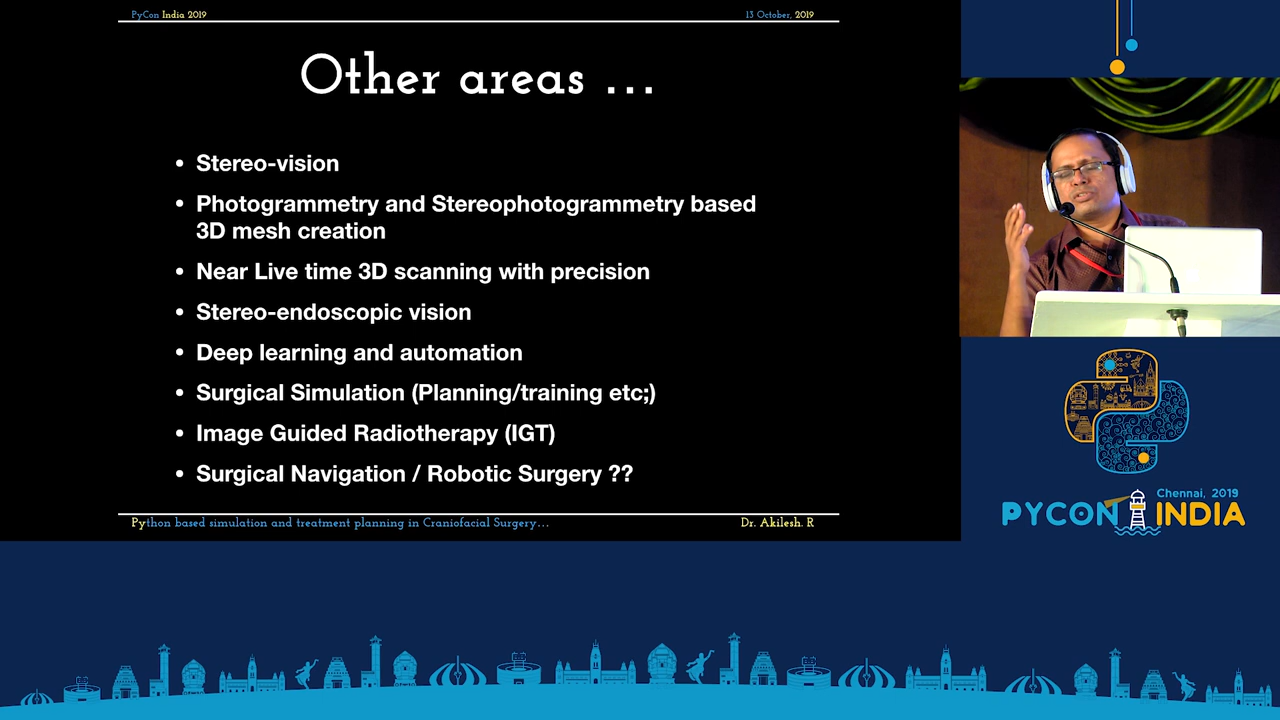 PyCon India 2019
13 October, 2019
Other areas ...
• Stereo-vision
• Photogrammetry and Stereophotogrammetry based
3D mesh creation
• Near Live time 3D scanning with precision
• Stereo-endoscopic vision
• Deep learning and automation
• Surgical Simulation (Planning/training etc;)
• Image Guided Radiotherapy (IGT)
• Surgical Navigation / Robotic Surgery ??
Python based simulation and treatment planning in Craniofacial Surgery...
Dr. Akilesh. R
Chennai, 2019
PYCON INDIA